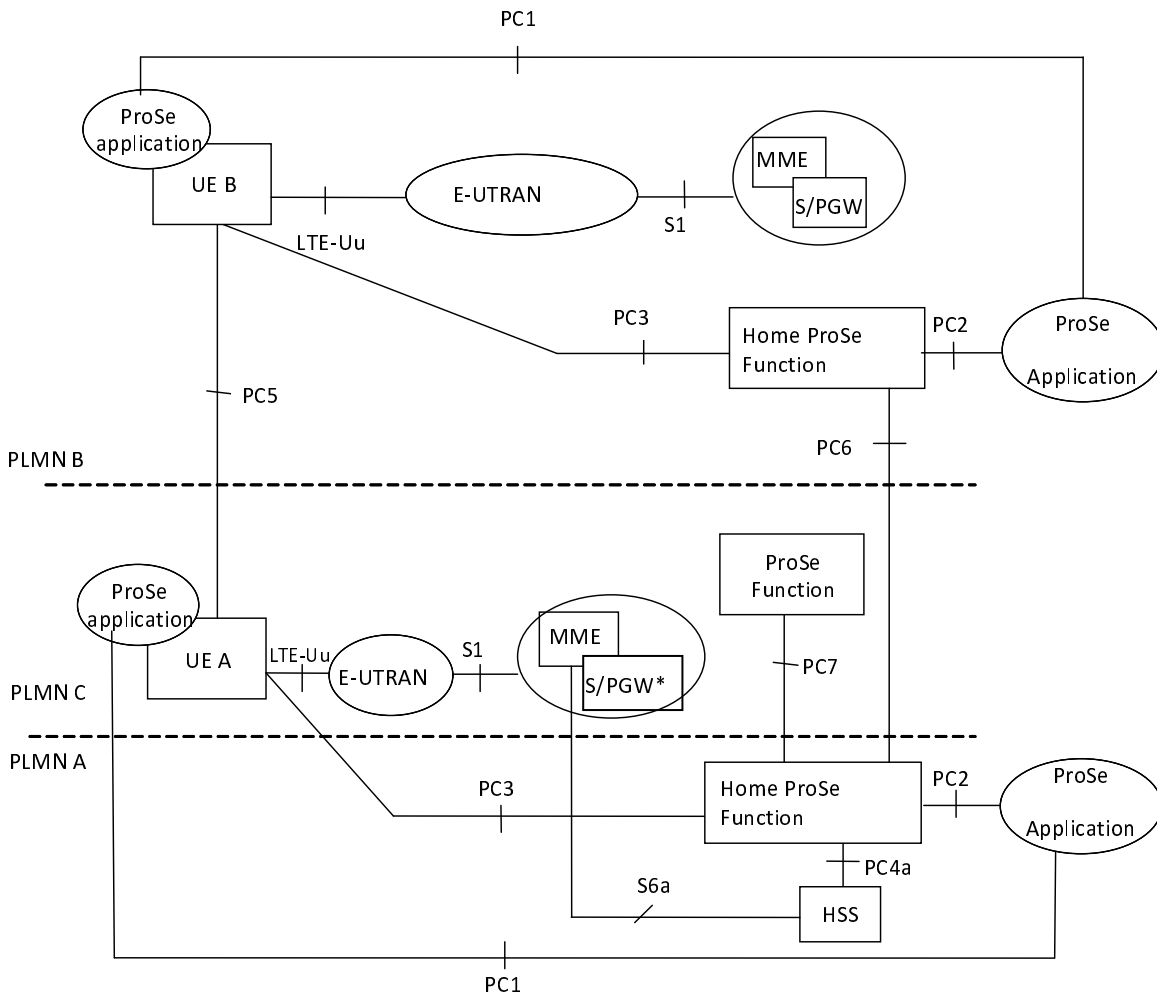 PC1
ProSe
application
UE B
E-UTRAN
MME
S/PGW
S1
LTE-Uu
PC3
Home ProSe
Function
PC2
ProSe
Application
PC5
PC6
PLMN B
ProSe
Function
ProSe
application
UE A
LTE-Uu
E-UTRAN
S1
MME
S/PGW*
PC7
PLMN C
PLMN A
PC3
Home ProSe
Function
PC2
ProSe
Application
PC4a
S6a
HSS
PC1